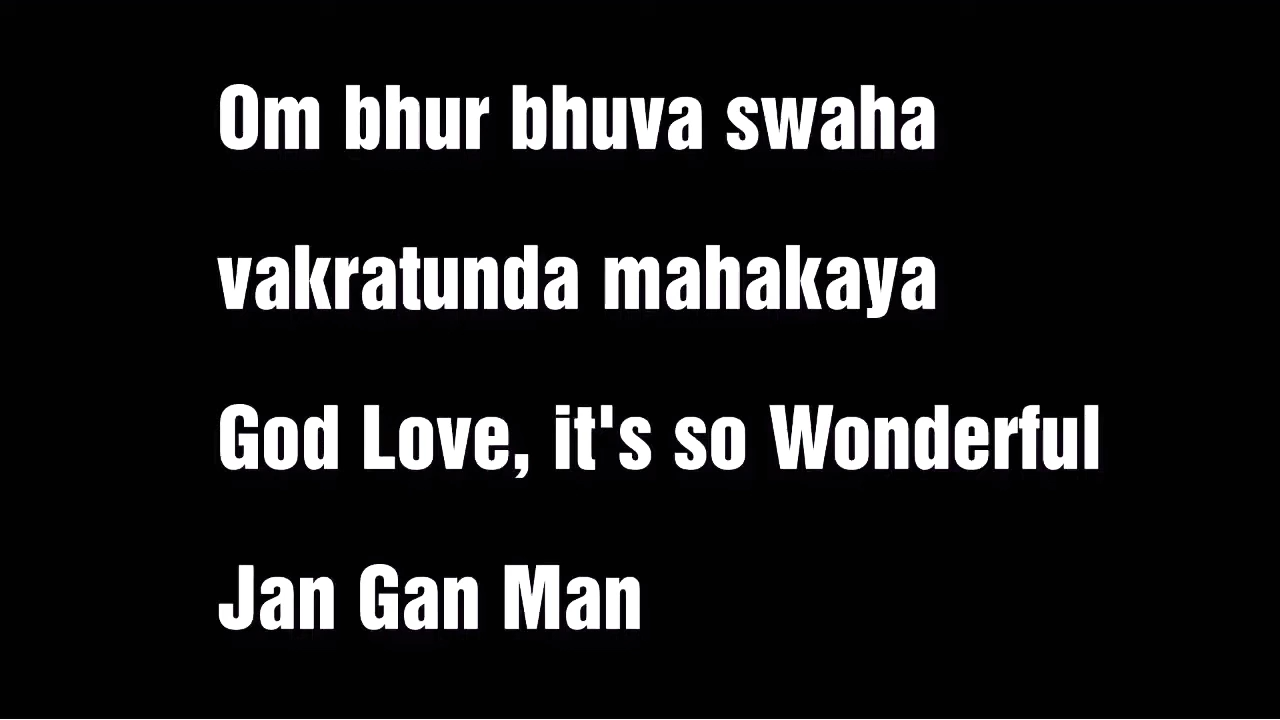 Om bhur bhuva swaha
vakratunda mahakaya
God Love, it's so Wonderful
Jan Gan Man